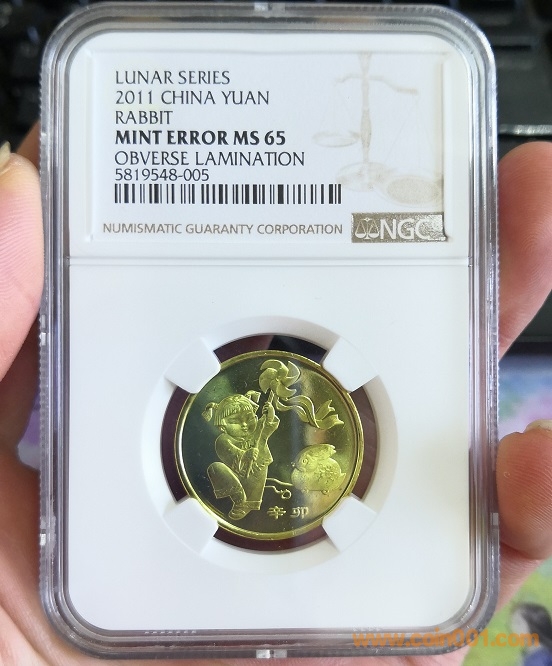 LUNAR SERIES
2011 CHINA YUAN
RABBIT
MINT ERROR MS 65
OBVERSE LAMINATION
5819548-005
NUMISMATIC GUARANTY CORPORATION
NGC
辛卯